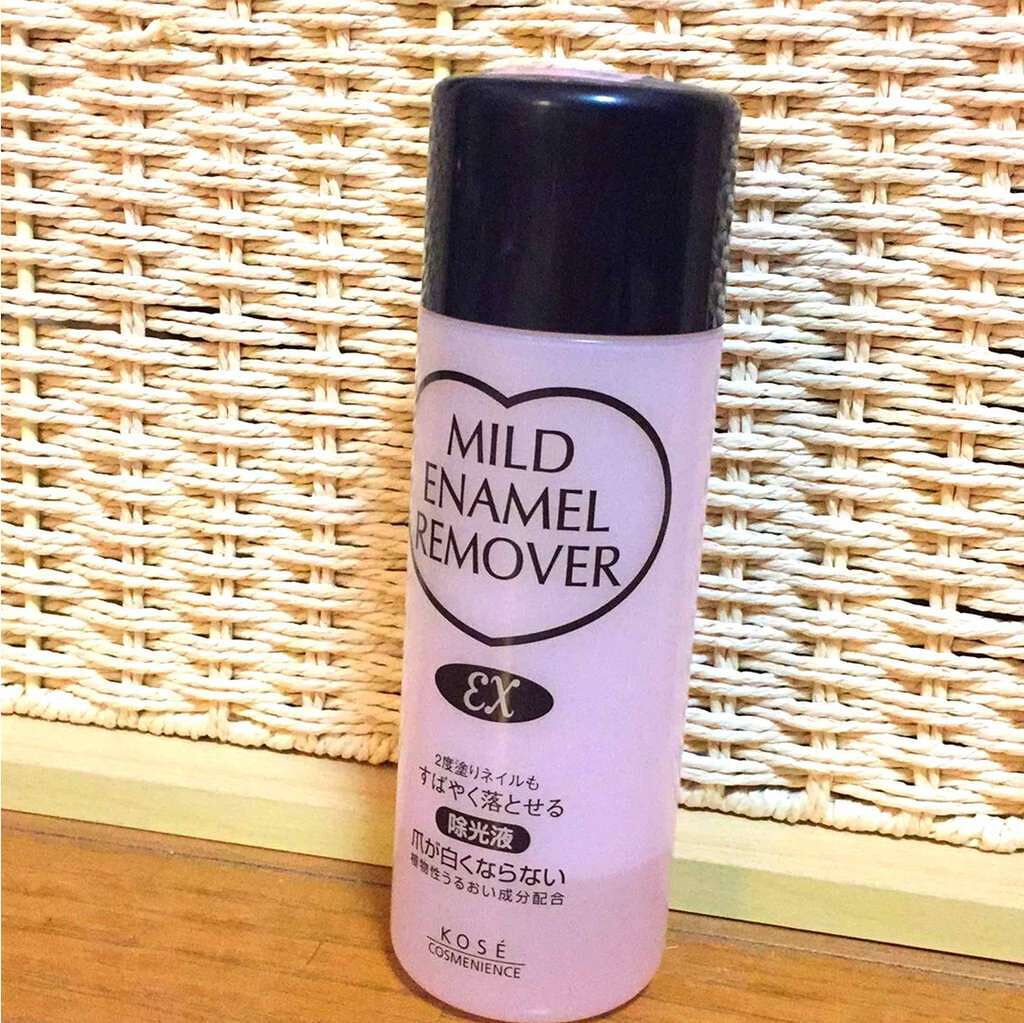 MILD
ENAMEL
REMOVER
EX
2度塗りネイルも
すばやく落とせる
除光液
爪が白くならない
植物性うるおい成分配合
KOSÉ
COSMENIENCE